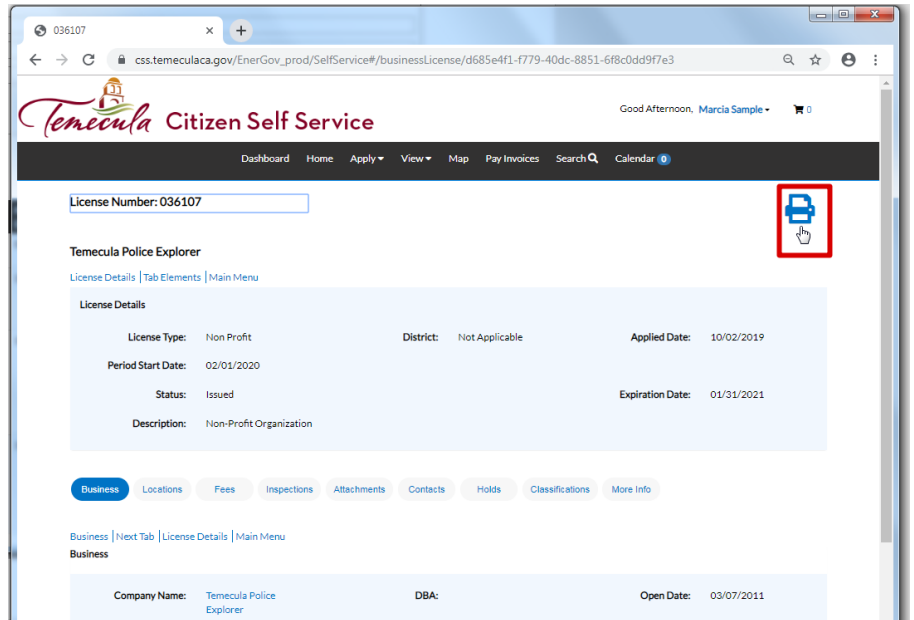 036107
css.temeculaca.gov/EnerGov_prod/SelfService#/businessLicense/d685e4f1-f779-40dc-8851-6f8c0dd9f7e3
Temecula Citizen Self Service
Good Afternoon, Marcia Sample
0
Dashboard Home Apply View Map Pay Invoices Search Calendar 0
License Number: 036107
Temecula Police Explorer
License Details | Tab Elements | Main Menu
License Details
License Type: Non Profit District: Not Applicable Applied Date: 10/02/2019
Period Start Date: 02/01/2020
Status: Issued Expiration Date: 01/31/2021
Description: Non-Profit Organization
Business Locations Fees Inspections Attachments Contacts Holds Classifications More Info
Business | Next Tab | License Details | Main Menu
Business
Company Name: Temecula Police DBA: Open Date: 03/07/2011
Explorer